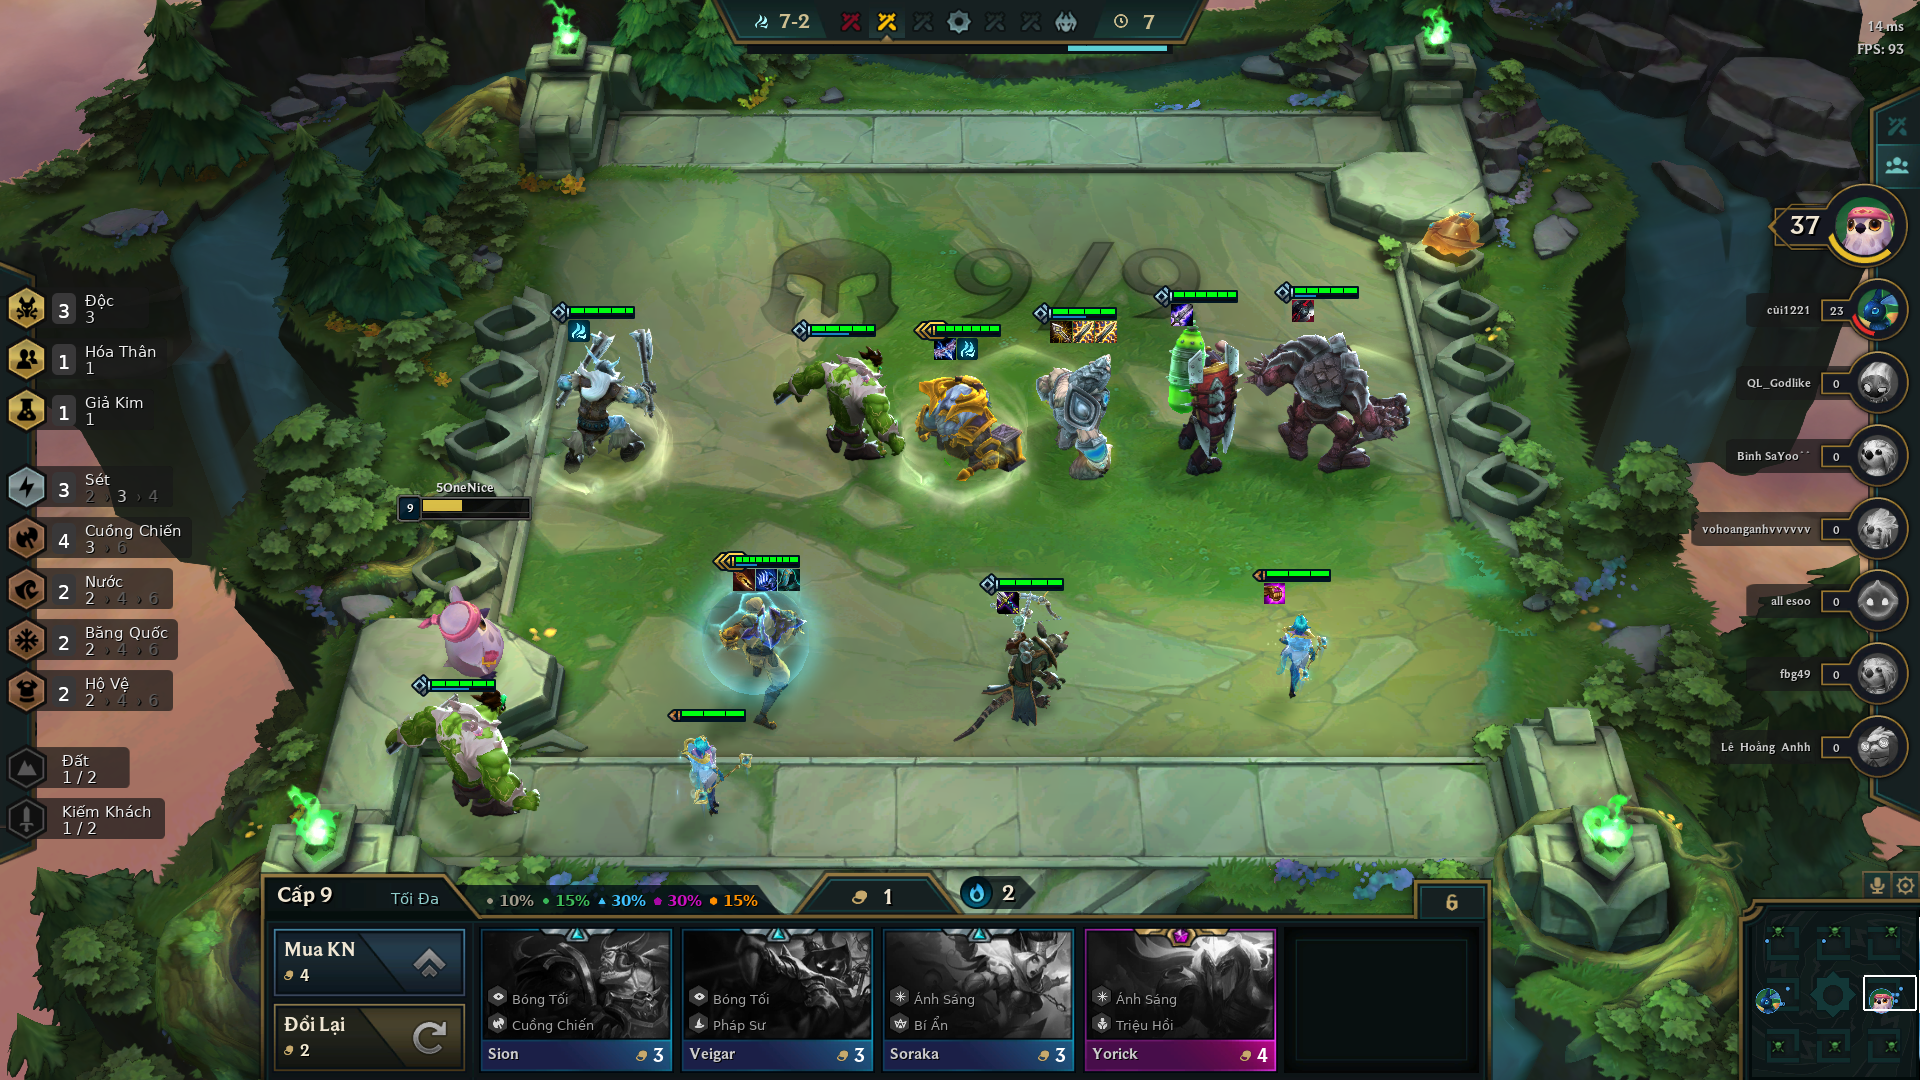 7-2
7
14 ms
FPS: 93
9/9
37
3 Độc
3
1 Hóa Thân
1
1 Giả Kim
1
3 Sét
2 › 3 › 4
4 Cuồng Chiến
3 › 6
2 Nước
2 › 4 › 6
2 Băng Quốc
2 › 4 › 6
2 Hộ Vệ
2 › 4 › 6
Đất
1 / 2
Kiếm Khách
1 / 2
5OneNice
9
cùi1221 23
QL_Godlike 0
Bình SaYooˆˆ 0
vohoanganhvvvvvv 0
all esoo 0
fbg49 0
Lê Hoàng Anhh 0
Cấp 9 Tối Đa
10% 15% 30% 30% 15%
1
2
6
Mua KN
4
Đổi Lại
2
Bóng Tối
Cuồng Chiến
Sion 3
Bóng Tối
Pháp Sư
Veigar 3
Ánh Sáng
Bí Ẩn
Soraka 3
Ánh Sáng
Triệu Hồi
Yorick 4